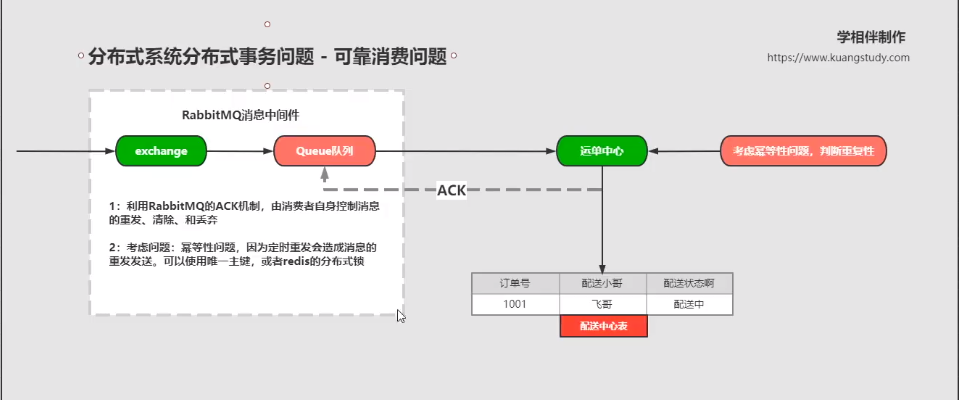 学相伴制作
https://www.kuangstudy.com
分布式系统分布式事务问题 - 可靠消费问题
RabbitMQ消息中间件
exchange
Queue队列
运单中心
考虑幂等性问题，判断重复性
ACK
1：利用RabbitMQ的ACK机制，由消费者自身控制消息
的重发、清除、和丢弃
2：考虑问题：幂等性问题，因为定时重发会造成消息的
重复发送。可以使用唯一主键，或者redis的分布式锁
订单号 配送小哥 配送状态啊
1001 飞哥 配送中
配送中心表